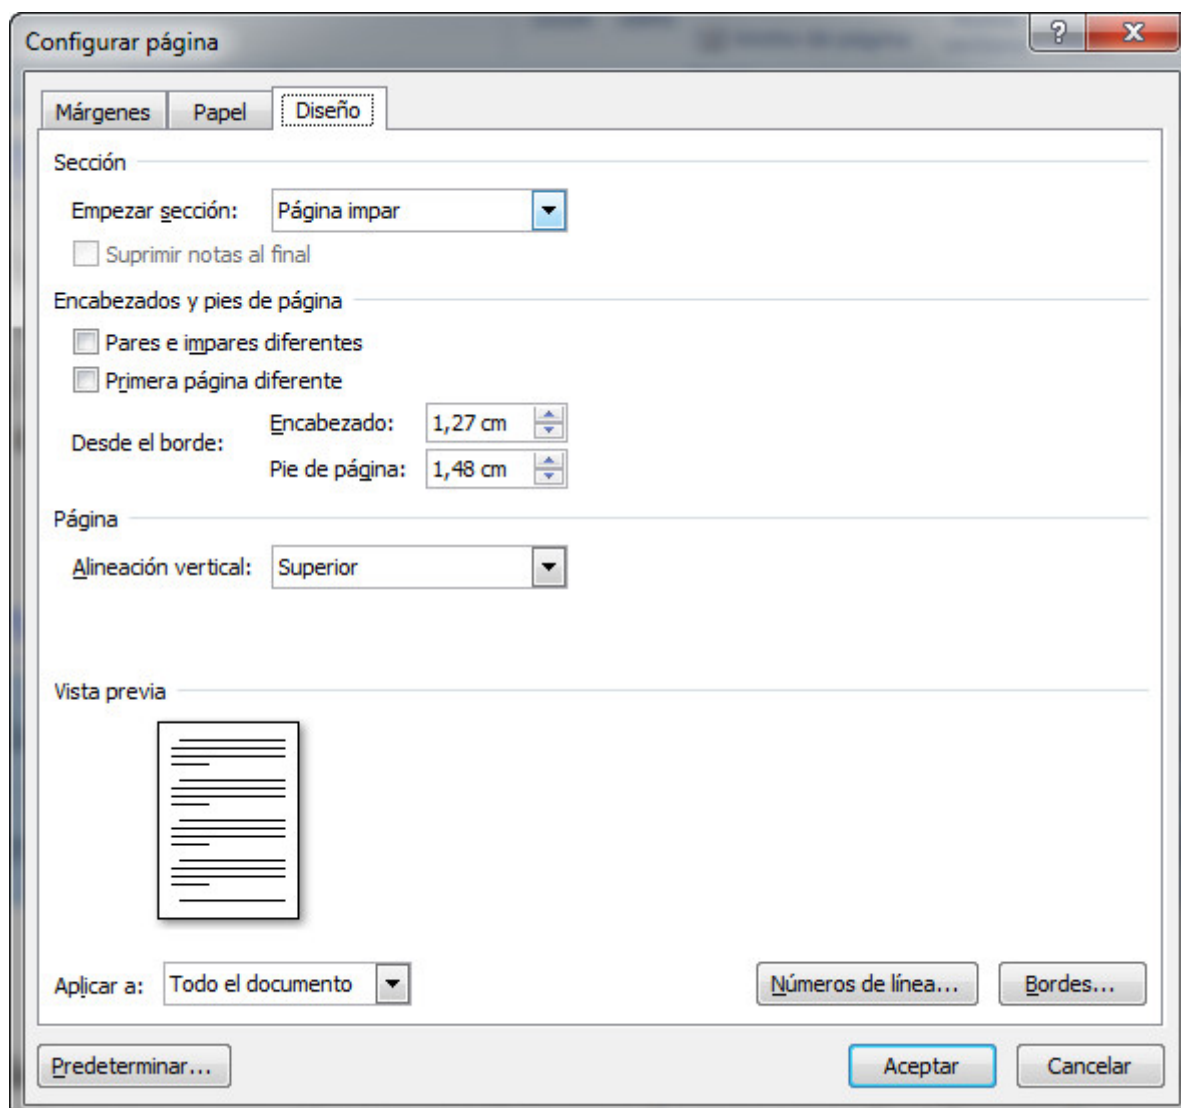 Configurar página
?
X
Márgenes Papel Diseño
Sección
Empezar sección: Página impar
Suprimir notas al final
Encabezados y pies de página
Pares e impares diferentes
Primera página diferente
Desde el borde:
Encabezado: 1,27 cm
Pie de página: 1,48 cm
Página
Alineación vertical: Superior
Vista previa
Aplicar a: Todo el documento Números de línea... Bordes...
Predeterminar... Aceptar Cancelar